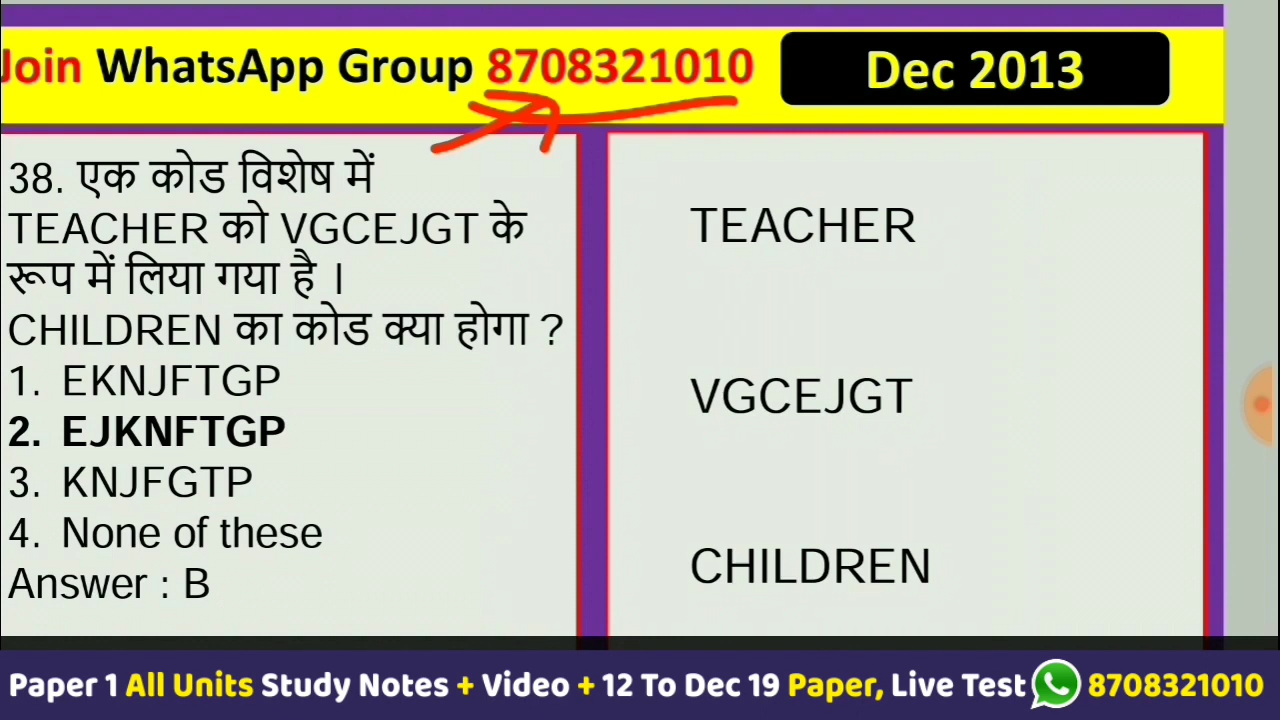 Join WhatsApp Group 8708321010
Dec 2013
38. एक कोड विशेष में
TEACHER को VGCEJGT के
रूप में लिया गया है ।
CHILDREN का कोड क्या होगा ?
1. EKNJFTGP
2. EJKNFTGP
3. KNJFGTP
4. None of these
Answer : B
TEACHER
VGCEJGT
CHILDREN
Paper 1 All Units Study Notes + Video + 12 To Dec 19 Paper, Live Test 8708321010